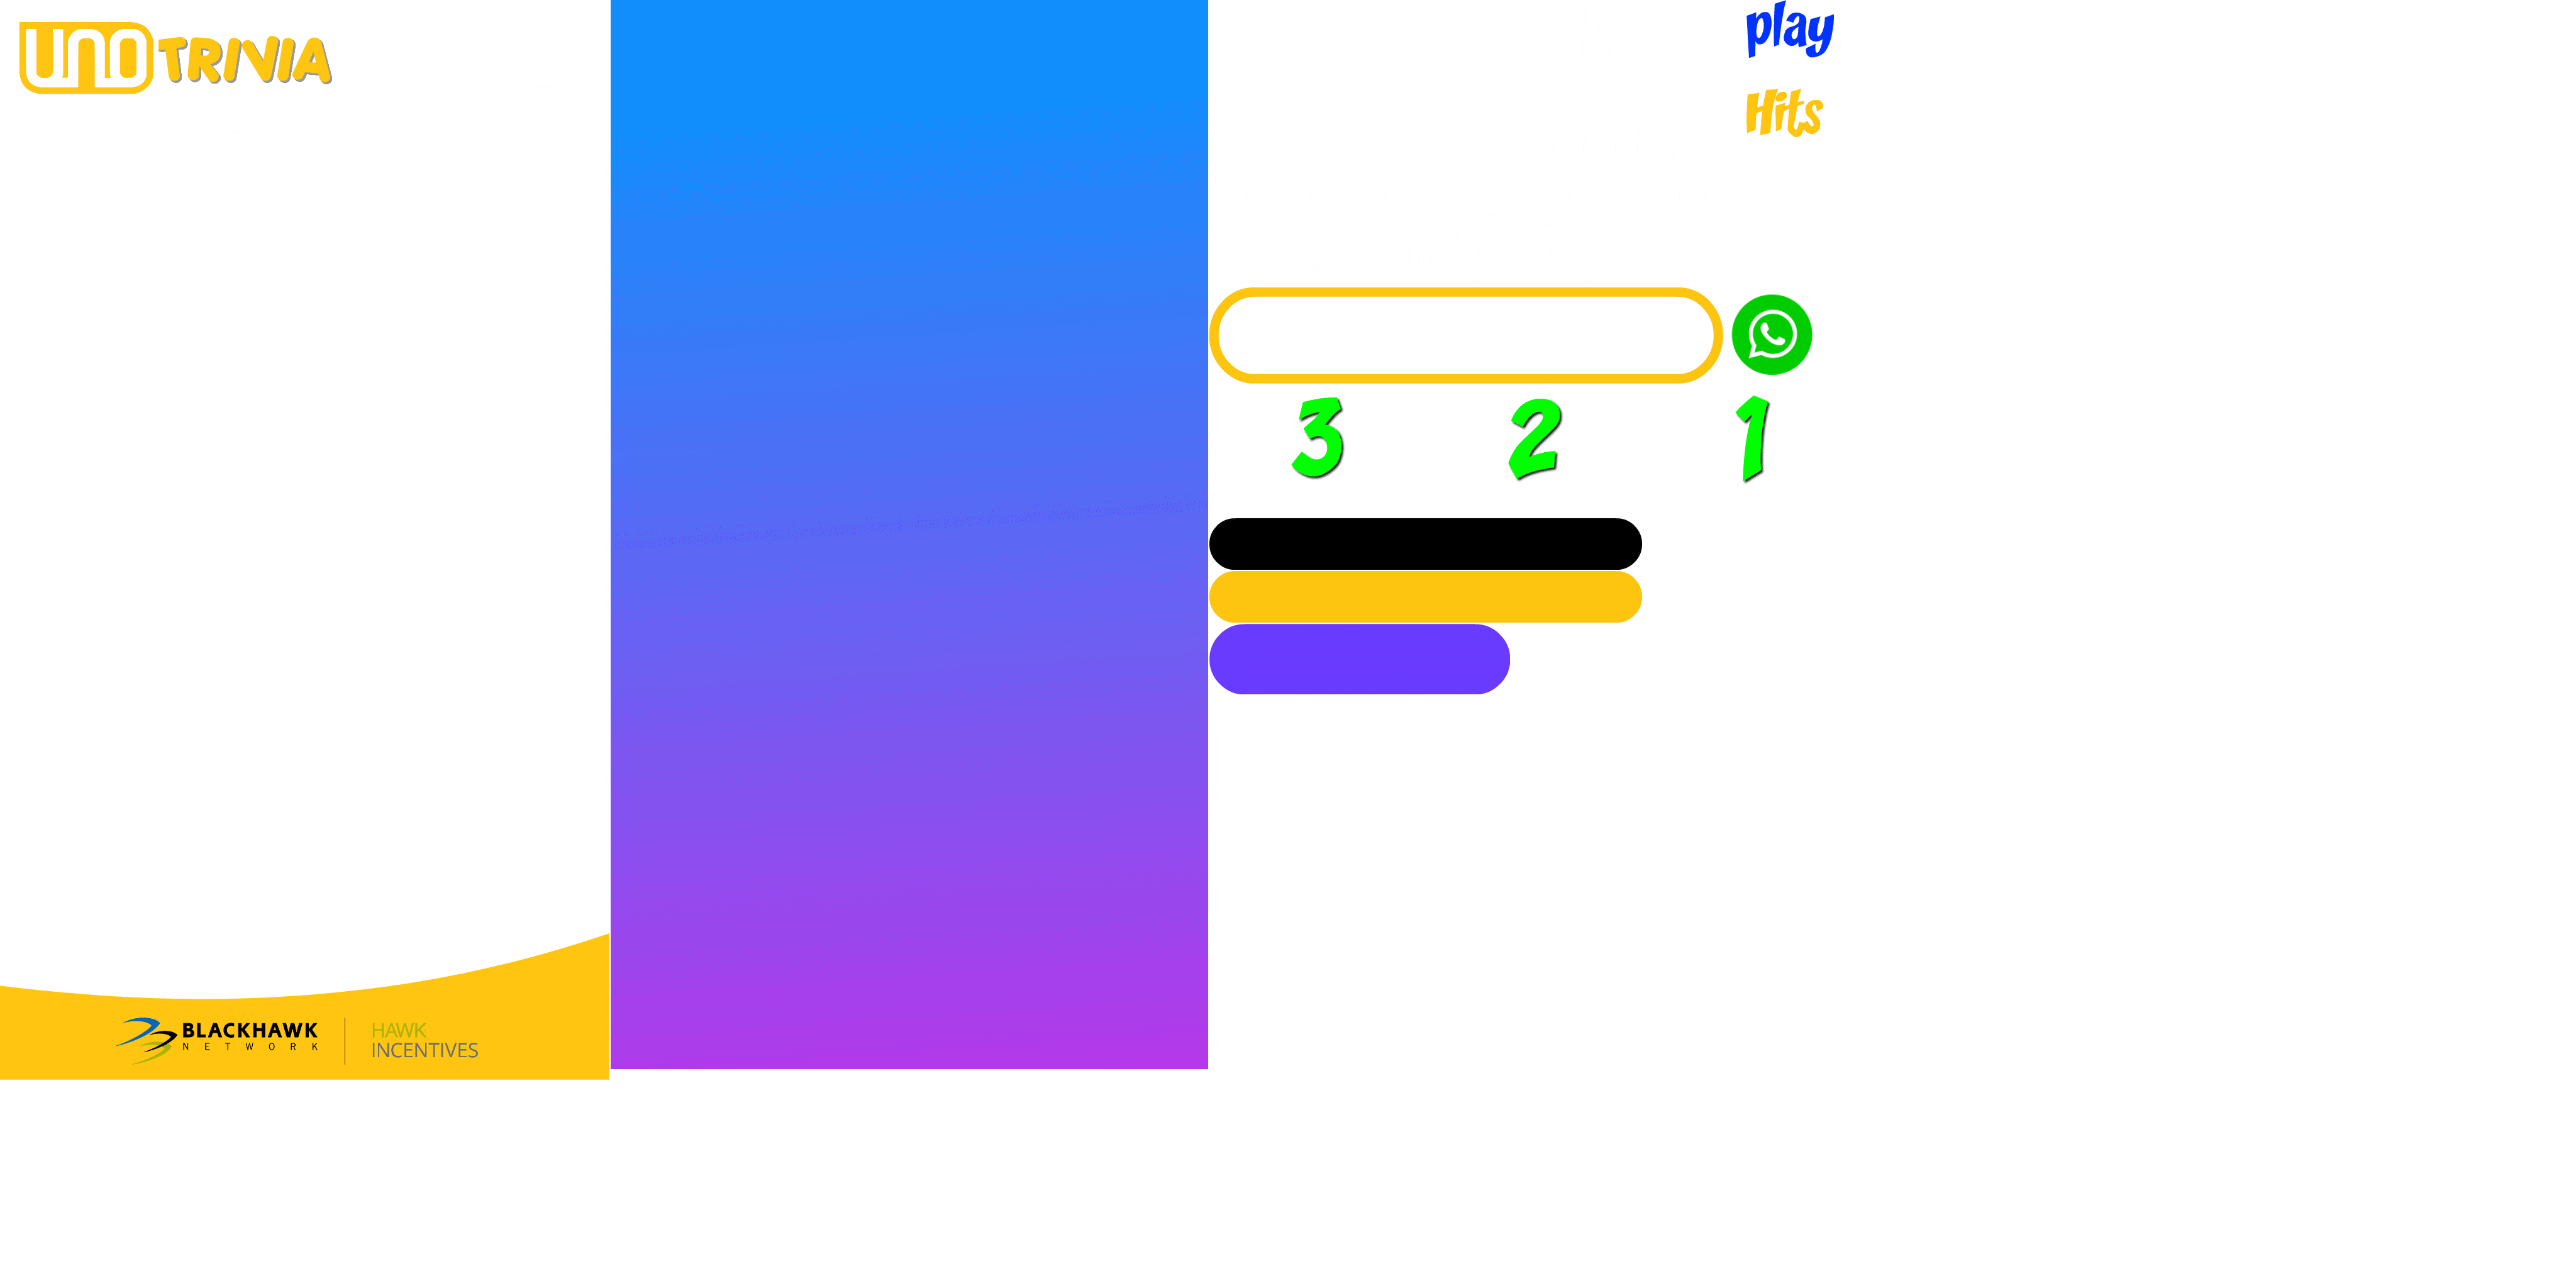 uno TRIVIA
BLACKHAWK
NETWORK
HAWK
INCENTIVES
play
Hits
3 2 1